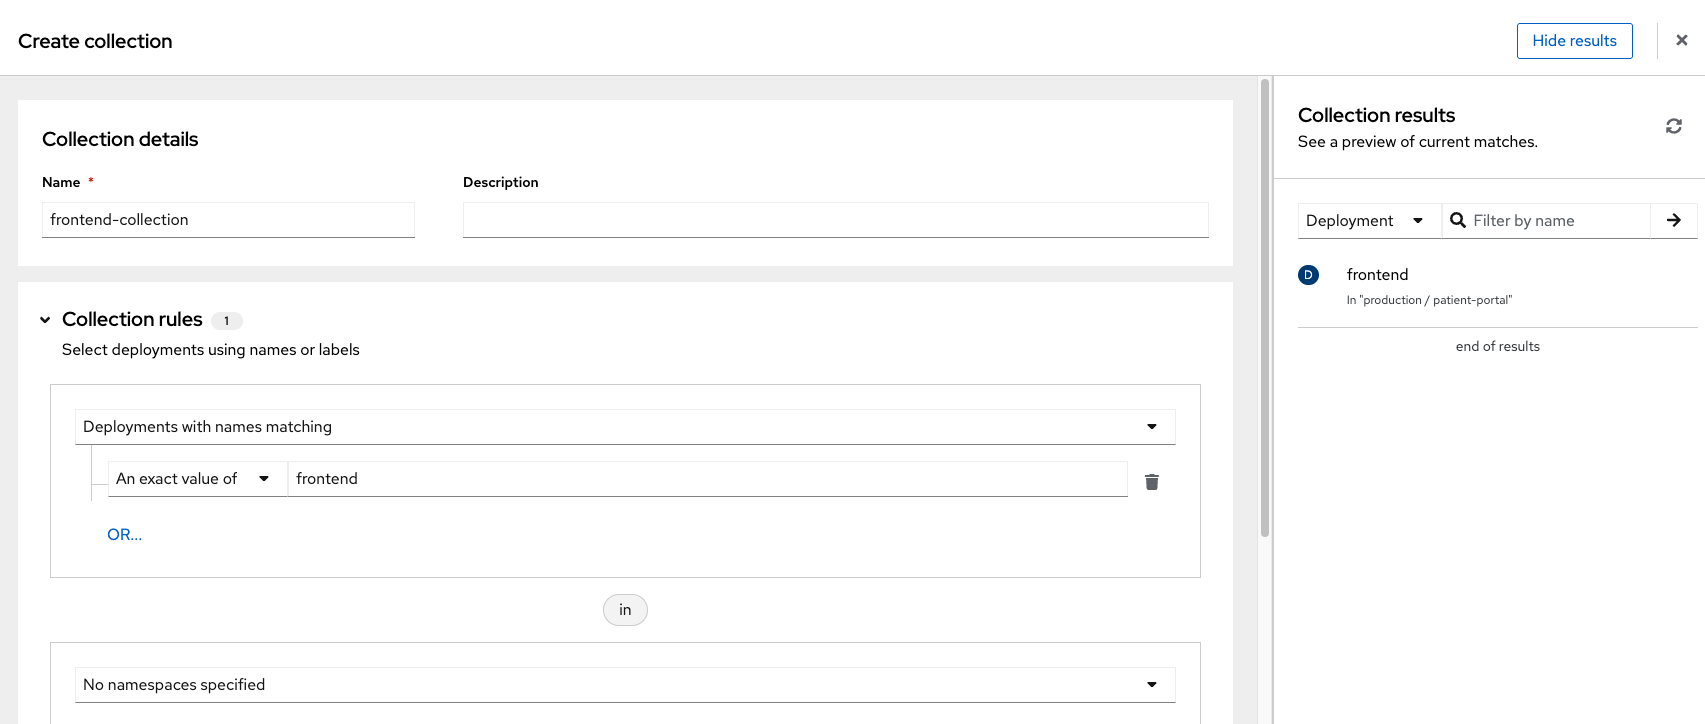 Create collection
Hide results
Collection details
Name *
Description
frontend-collection
Collection rules 1
Select deployments using names or labels
Deployments with names matching
An exact value of
frontend
OR...
in
No namespaces specified
Collection results
See a preview of current matches.
Deployment
Filter by name
D
frontend
In "production / patient-portal"
end of results